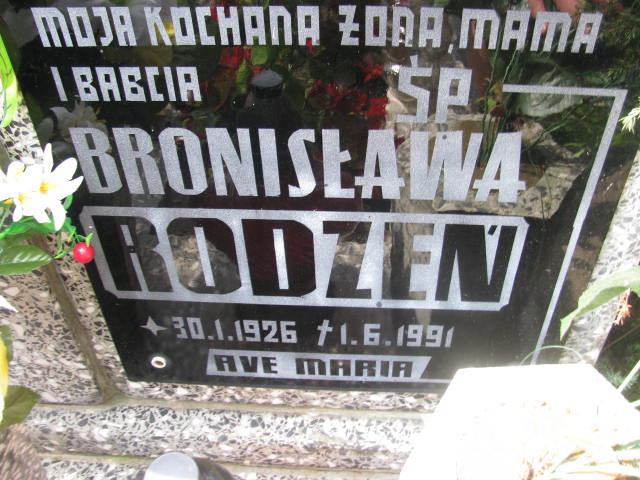 MOJA KOCHANA ŻONA, MAMA
I BABCIA
ŚP.
BRONISŁAWA
RODZEŃ
30.1.1926 †1.6.1991
AVE MARIA